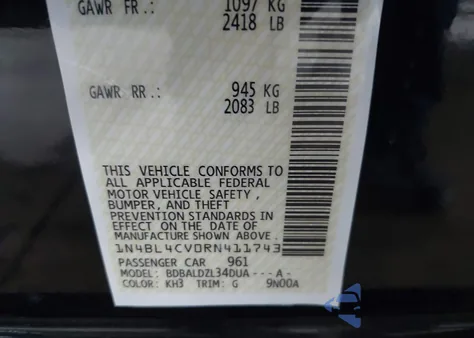 GAWR FR.: 1097 KG
2418 LB
GAWR RR.: 945 KG
2083 LB
THIS VEHICLE CONFORMS TO
ALL APPLICABLE FEDERAL
MOTOR VEHICLE SAFETY,
BUMPER, AND THEFT
PREVENTION STANDARDS IN
EFFECT ON THE DATE OF
MANUFACTURE SHOWN ABOVE.
1N4BL4CV0RN411743
PASSENGER CAR 961
MODEL: BDBALDZL34DUA---A-
COLOR: KH3 TRIM: G 9N00A